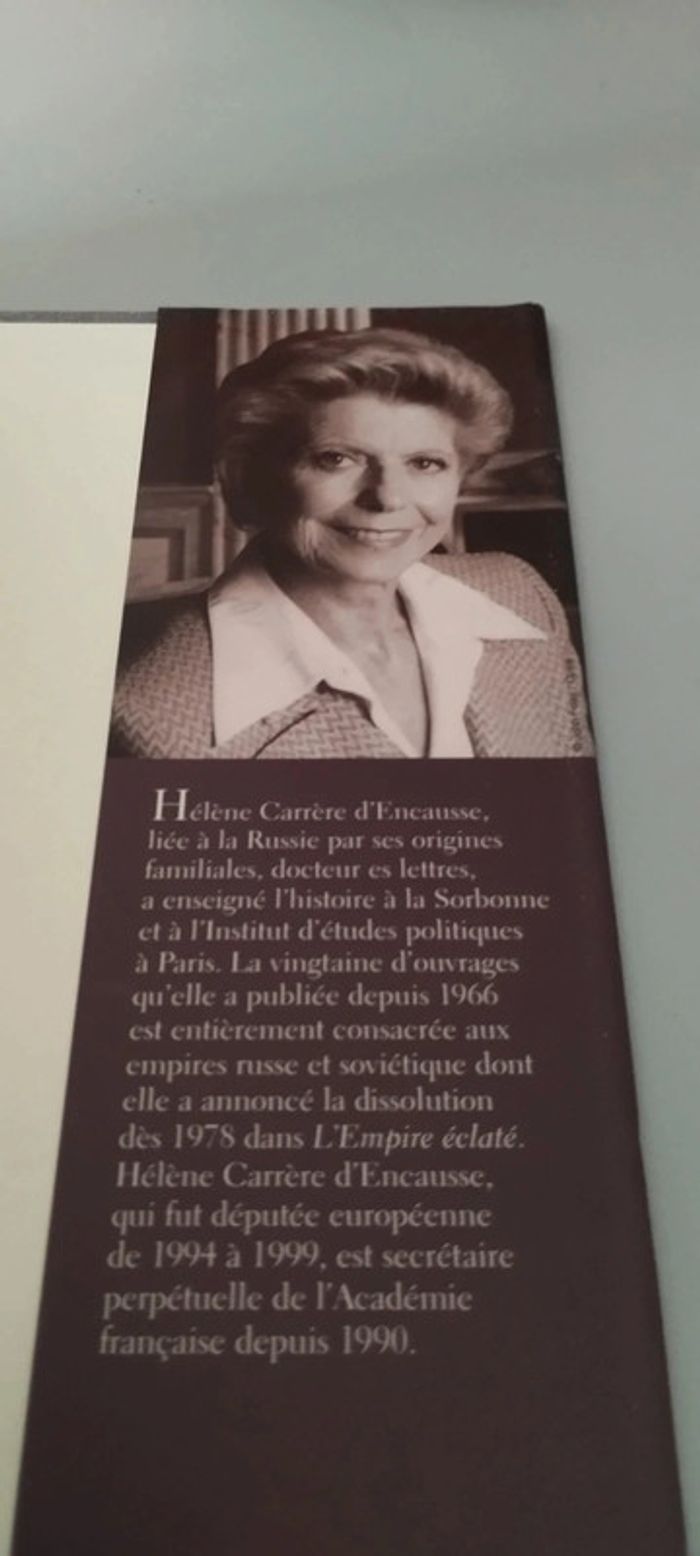 Hélène Carrère d'Encausse,
liée à la Russie par ses origines
familiales, docteur es lettres,
a enseigné l'histoire à la Sorbonne
et à l'Institut d'études politiques
à Paris. La vingtaine d'ouvrages
qu'elle a publiée depuis 1966
est entièrement consacrée aux
empires russe et soviétique dont
elle a annoncé la dissolution
dès 1978 dans L'Empire éclaté.
Hélène Carrère d'Encausse,
qui fut députée européenne
de 1994 à 1999, est secrétaire
perpétuelle de l'Académie
française depuis 1990.